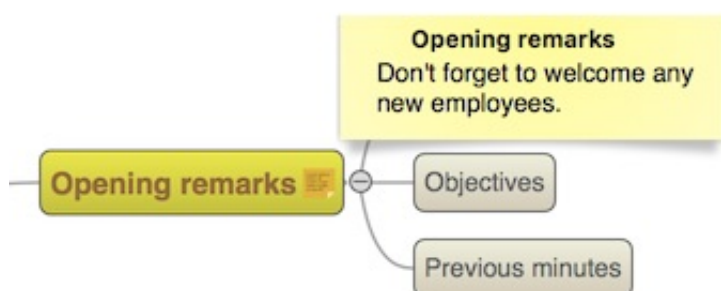 Opening remarks
Don't forget to welcome any
new employees.
Opening remarks
Objectives
Previous minutes